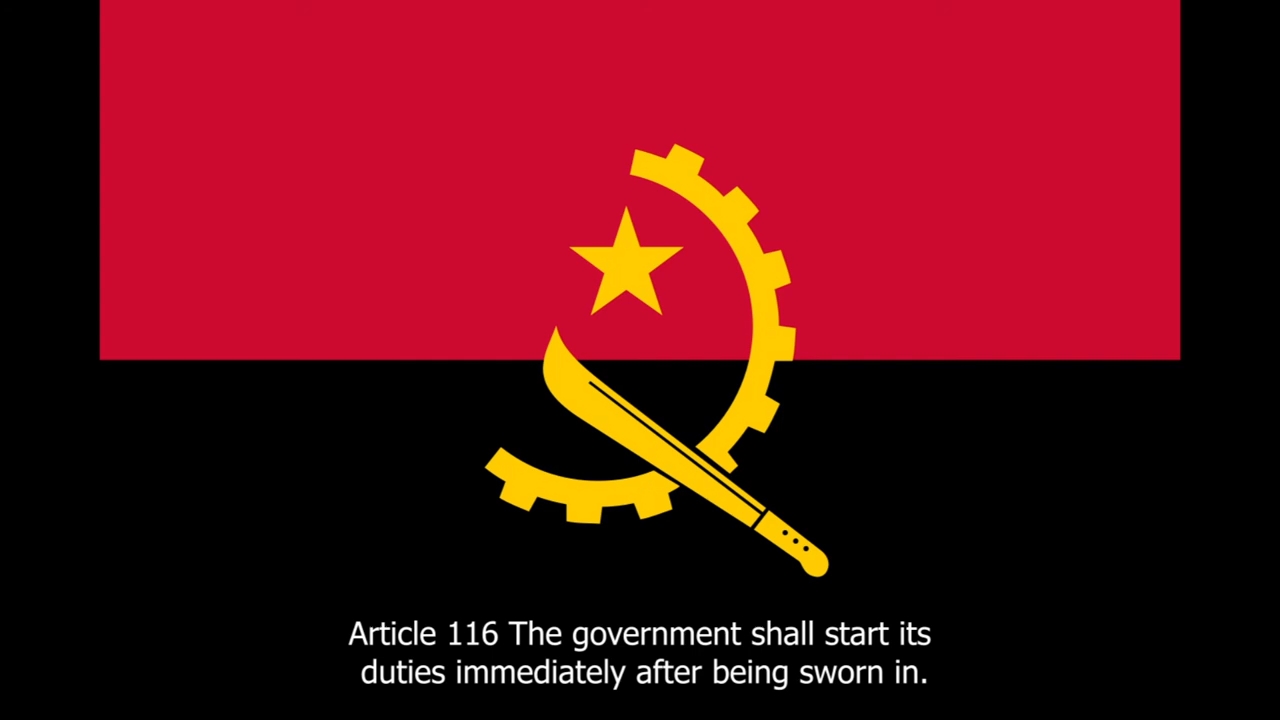 Article 116 The government shall start its
duties immediately after being sworn in.